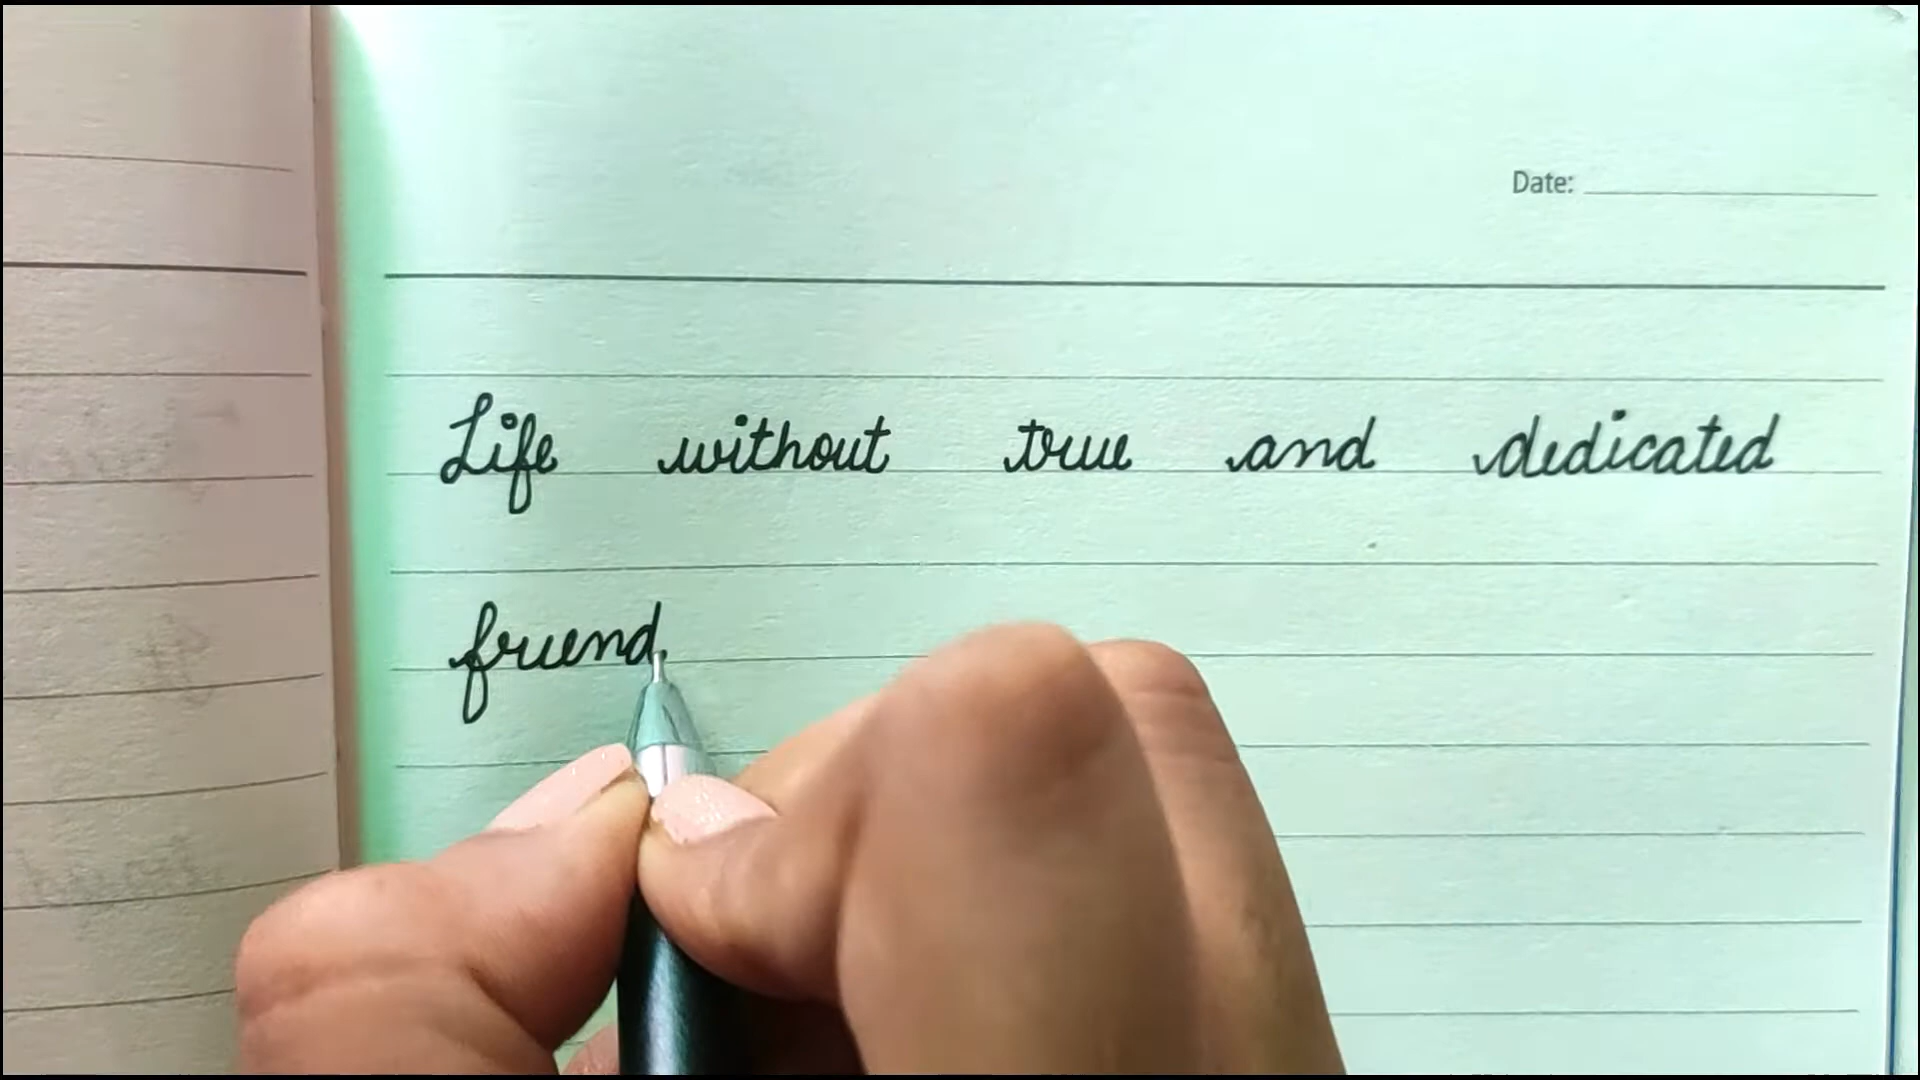 Date:
Life without true and dedicated
friend